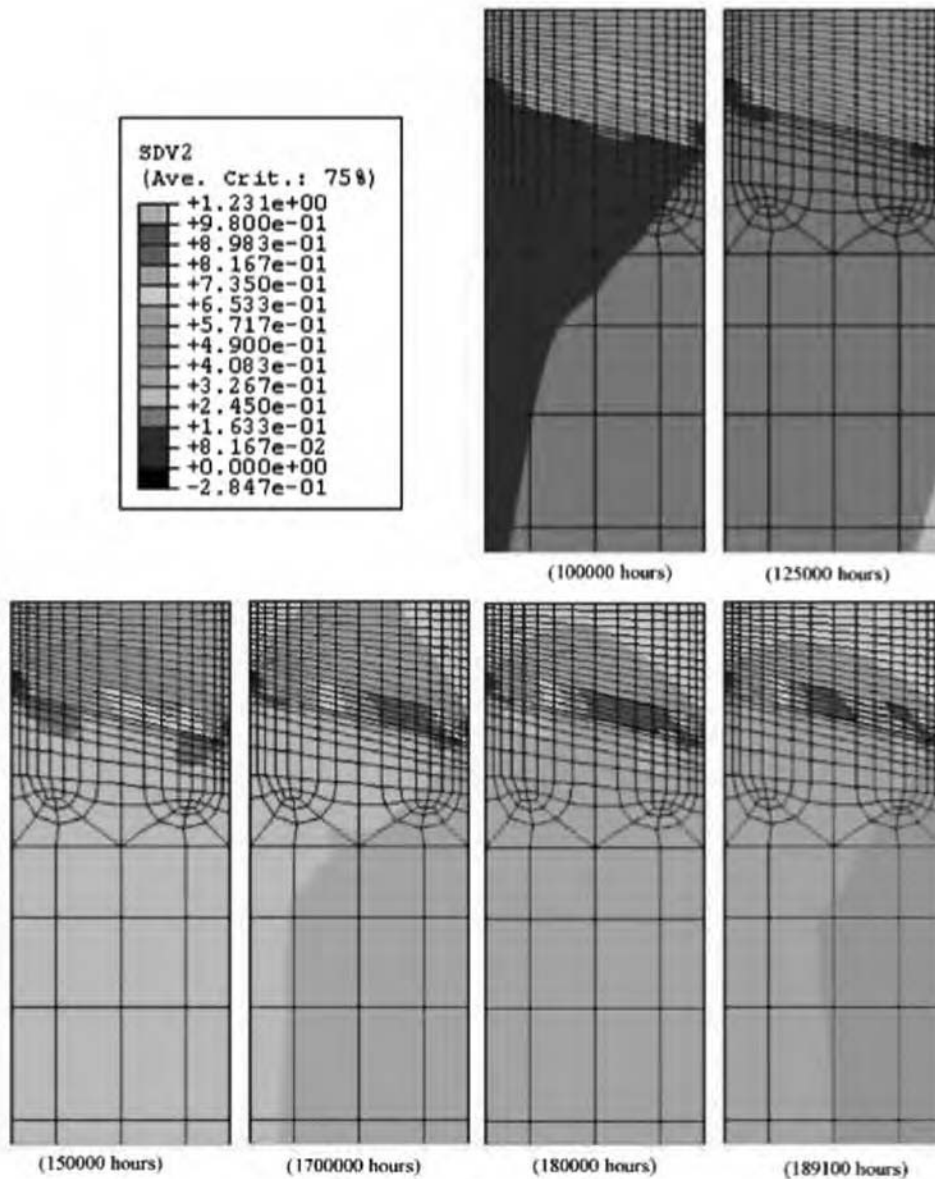 SDV2
(Ave. Crit.: 75%)
+1.231e+00
+9.800e-01
+8.983e-01
+8.167e-01
+7.350e-01
+6.533e-01
+5.717e-01
+4.900e-01
+4.083e-01
+3.267e-01
+2.450e-01
+1.633e-01
+8.167e-02
+0.000e+00
-2.847e-01
(100000 hours)
(125000 hours)
(150000 hours)
(1700000 hours)
(180000 hours)
(189100 hours)